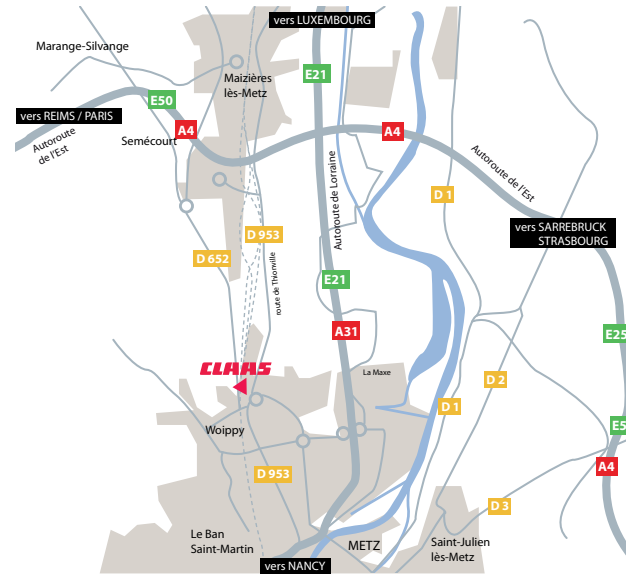 vers LUXEMBOURG
Marange-Silvange
E21
Maizières
lès-Metz
E50
vers REIMS / PARIS
A4
A4
Semécourt
Autoroute
de l'Est
Autoroute de l'Est
D 1
Autoroute de Lorraine
vers SARREBRUCK
STRASBOURG
D 953
D 652
route de Thionville
E21
A31
E25
CLAAS
La Maxe
D 2
D 1
Woippy
E5
A4
D 953
D 3
Le Ban
Saint-Martin
METZ
Saint-Julien
lès-Metz
vers NANCY